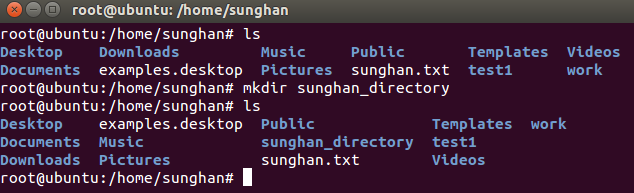 root@ubuntu: /home/sunghan
root@ubuntu:/home/sunghan# ls
Desktop Downloads Music Public Templates Videos
Documents examples.desktop Pictures sunghan.txt test1 work
root@ubuntu:/home/sunghan# mkdir sunghan_directory
root@ubuntu:/home/sunghan# ls
Desktop examples.desktop Public Templates work
Documents Music sunghan_directory test1
Downloads Pictures sunghan.txt Videos
root@ubuntu:/home/sunghan#